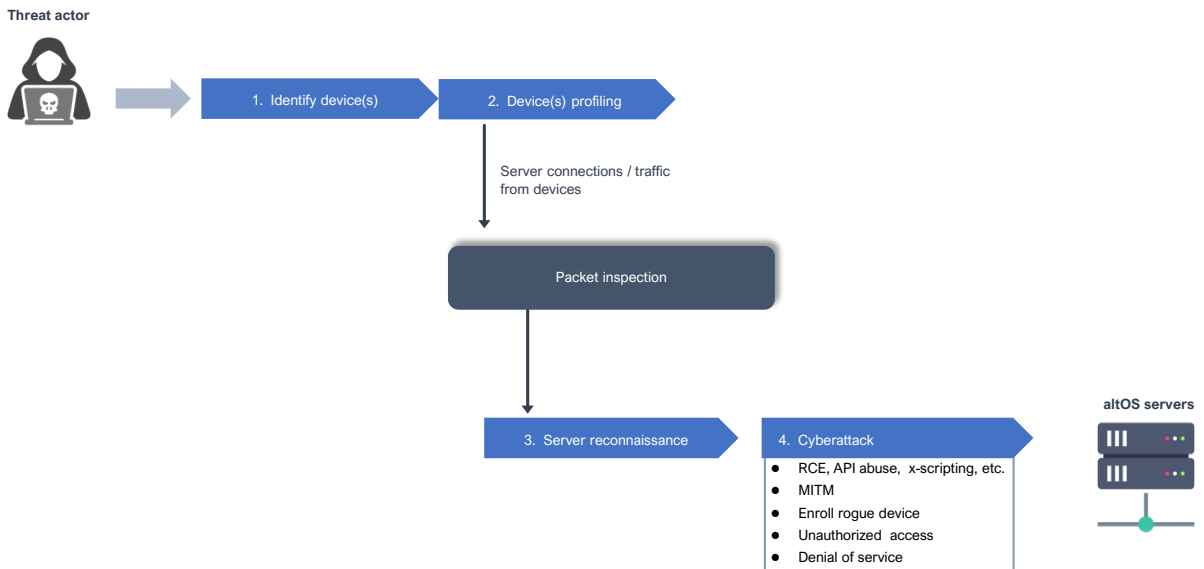 Threat actor
1. Identify device(s)
2. Device(s) profiling
Server connections / traffic
from devices
Packet inspection
3. Server reconnaissance
4. Cyberattack
● RCE, API abuse, x-scripting, etc.
● MITM
● Enroll rogue device
● Unauthorized access
● Denial of service
altOS servers